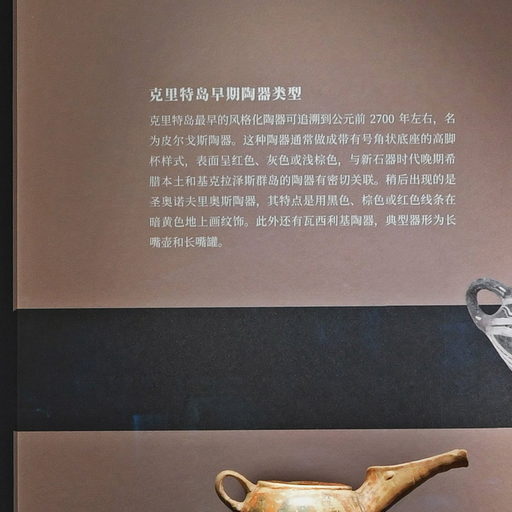 克里特岛早期陶器类型
克里特岛最早的风格化陶器可追溯到公元前 2700 年左右，名
为皮尔戈斯陶器。这种陶器通常做成带有号角状底座的高脚
杯样式，表面呈红色、灰色或浅棕色，与新石器时代晚期希
腊本土和基克拉泽斯群岛的陶器有密切关联。稍后出现的是
圣奥诺夫里奥斯陶器，其特点是用黑色、棕色或红色线条在
暗黄色地上画纹饰。此外还有瓦西利基陶器，典型器形为长
嘴壶和长嘴罐。